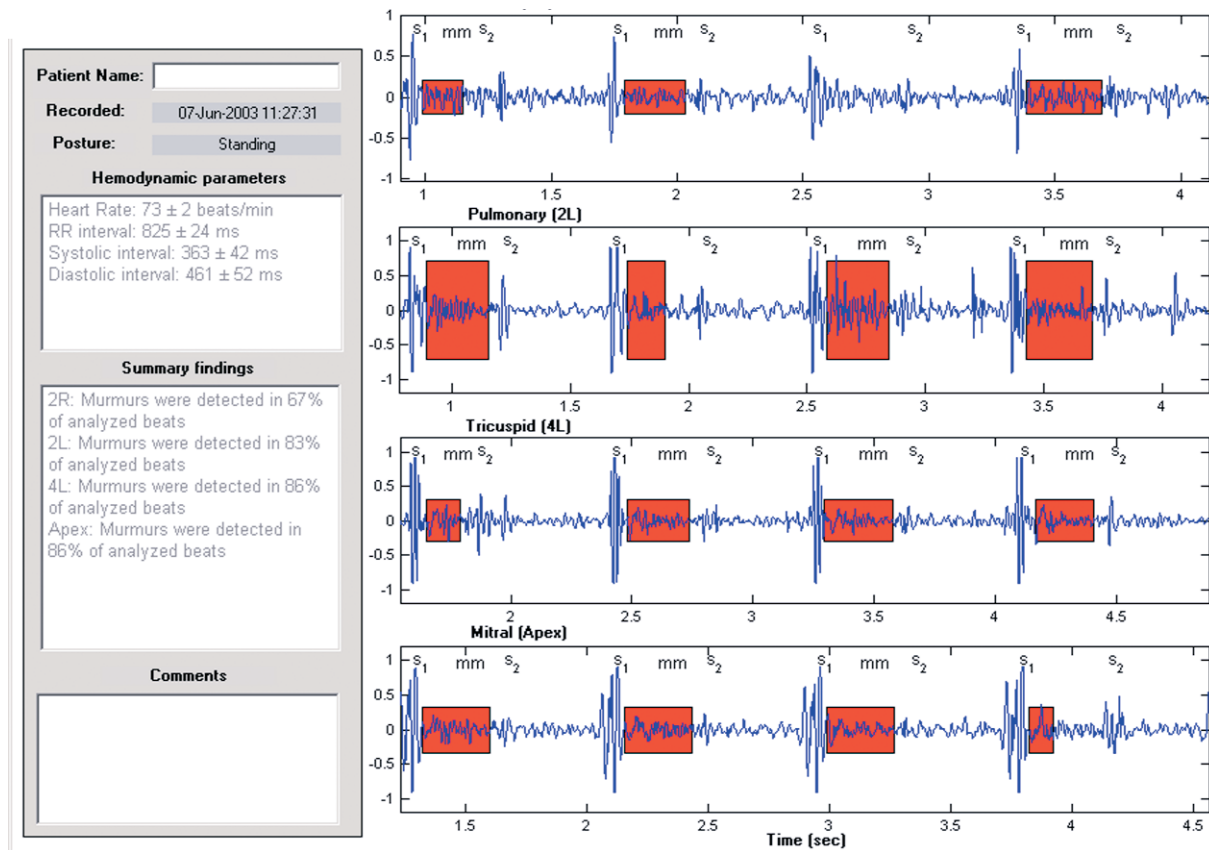 Patient Name:
Recorded: 07-Jun-2003 11:27:31
Posture: Standing
Hemodynamic parameters
Heart Rate: 73 ± 2 beats/min
RR interval: 825 ± 24 ms
Systolic interval: 363 ± 42 ms
Diastolic interval: 461 ± 52 ms
Summary findings
2R: Murmurs were detected in 67%
of analyzed beats
2L: Murmurs were detected in 83%
of analyzed beats
4L: Murmurs were detected in 86%
of analyzed beats
Apex: Murmurs were detected in
86% of analyzed beats
Comments
1
S1 mm S2 S1 mm S2 S1 S2 S1 mm S2
0.5
0
-0.5
-1
1 1.5 2 2.5 3 3.5 4
Pulmonary (2L)
1
S1 mm S2 S1 S2 S1 mm S2 S1 mm S2
0.5
0
-0.5
-1
1 1.5 2 2.5 3 3.5 4
Tricuspid (4L)
1
S1 mm S2 S1 mm S2 S1 mm S2 S1 mm S2
0.5
0
-0.5
-1
2 2.5 3 3.5 4 4.5
Mitral (Apex)
1
S1 mm S2 S1 mm S2 S1 mm S2 S1 S2
0.5
0
-0.5
-1
1.5 2 2.5 3 3.5 4 4.5
Time (sec)